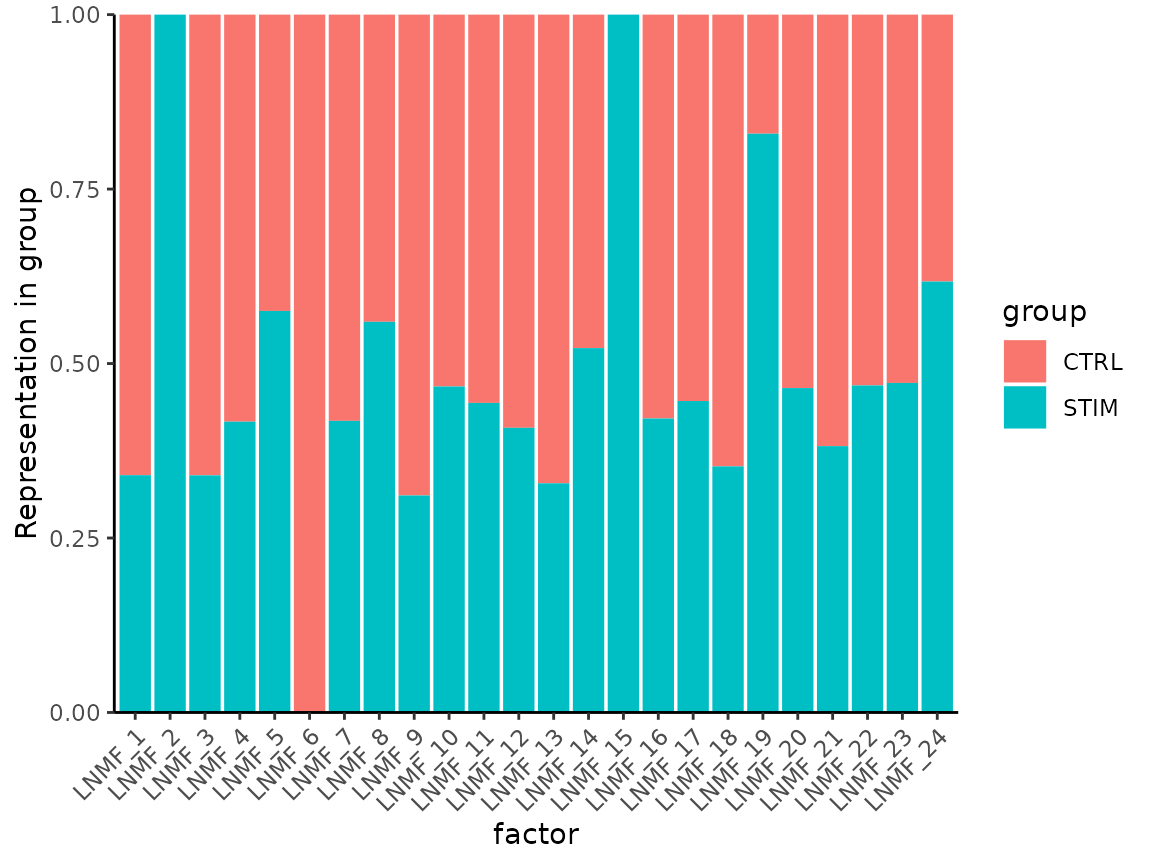 1.00
0.75
0.50
0.25
0.00
Representation in group
LNMF_1
LNMF_2
LNMF_3
LNMF_4
LNMF_5
LNMF_6
LNMF_7
LNMF_8
LNMF_9
LNMF_10
LNMF_11
LNMF_12
LNMF_13
LNMF_14
LNMF_15
LNMF_16
LNMF_17
LNMF_18
LNMF_19
LNMF_20
LNMF_21
LNMF_22
LNMF_23
LNMF_24
factor
group
CTRL
STIM